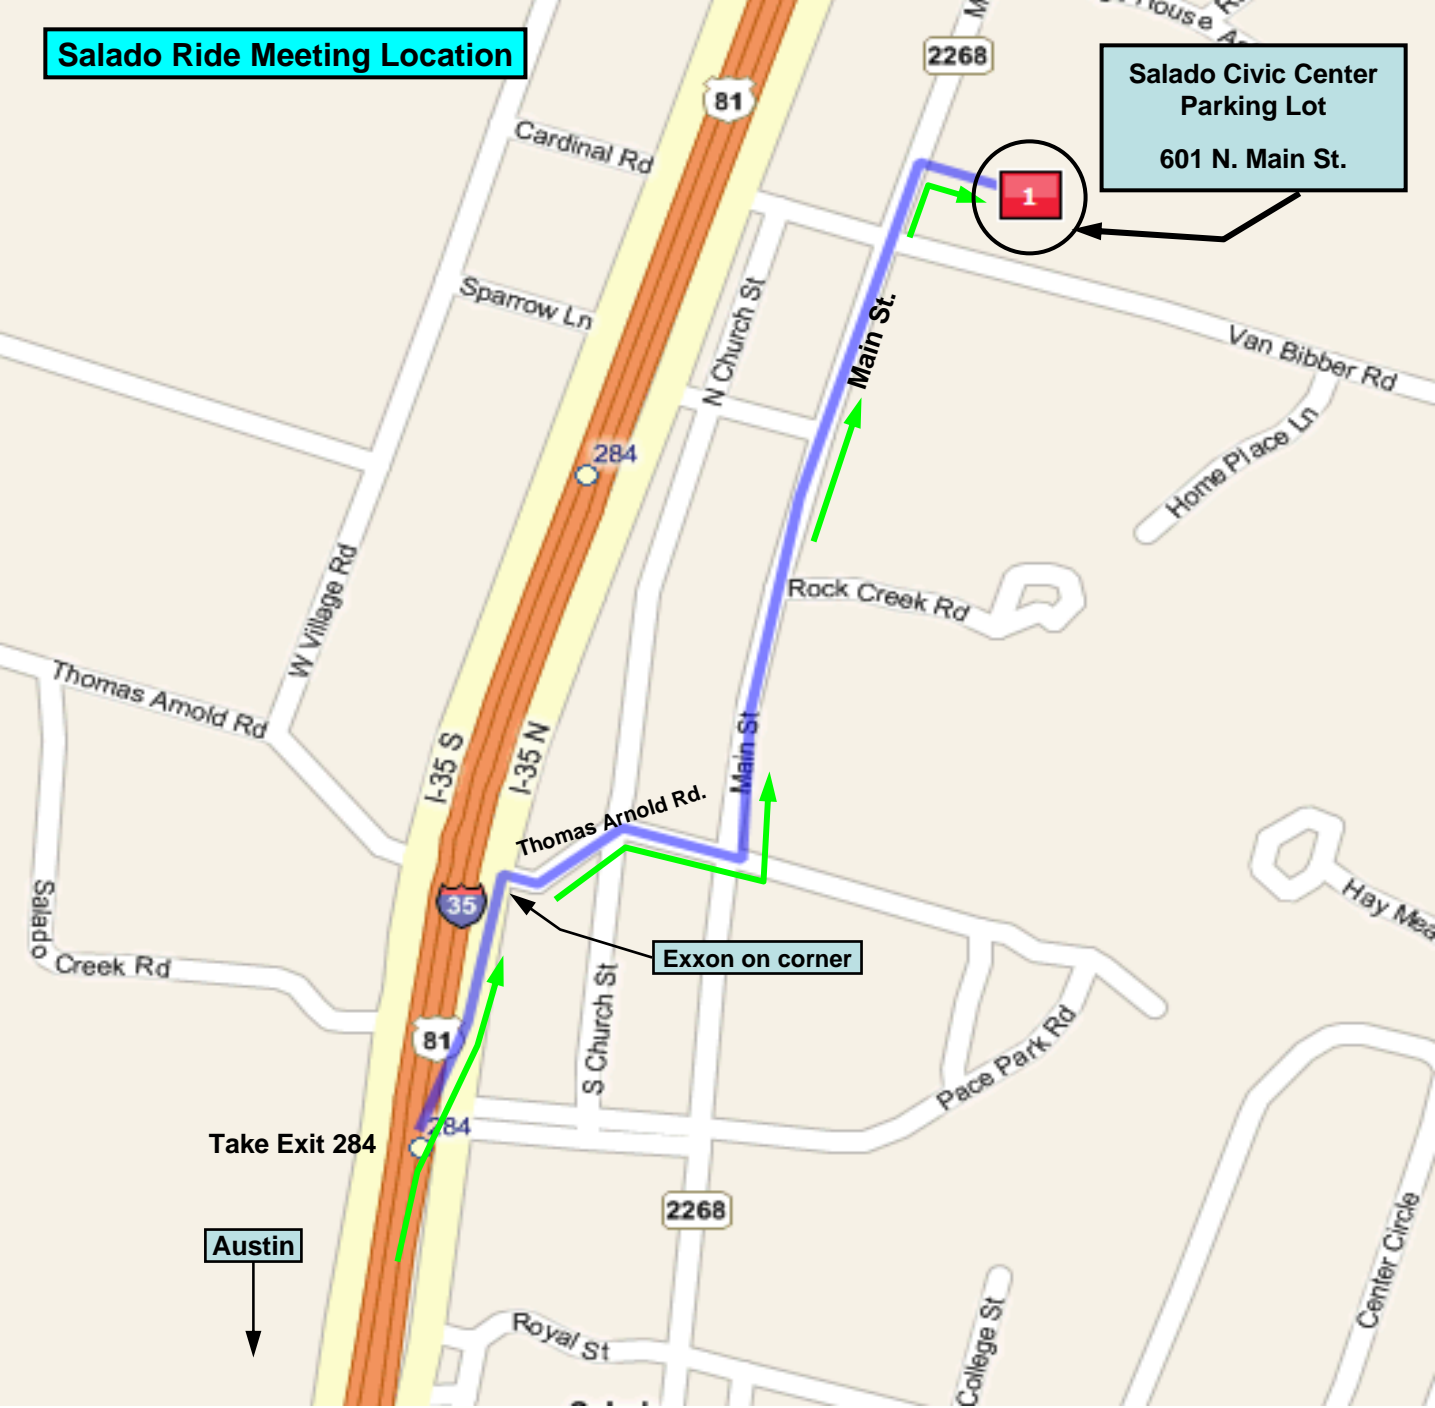 Salado Ride Meeting Location
M
House
2268
81
Salado Civic Center
Parking Lot
601 N. Main St.
Cardinal Rd
1
Sparrow Ln
N Church St
Main St.
Van Bibber Rd
Home Place Ln
284
W Village Rd
Rock Creek Rd
Thomas Arnold Rd
I-35 S
I-35 N
Main St
Thomas Arnold Rd.
35
Salado
Creek Rd
Hay Mea
Exxon on corner
S Church St
81
Pace Park Rd
284
Take Exit 284
2268
Austin
Center Circle
Royal St
College St